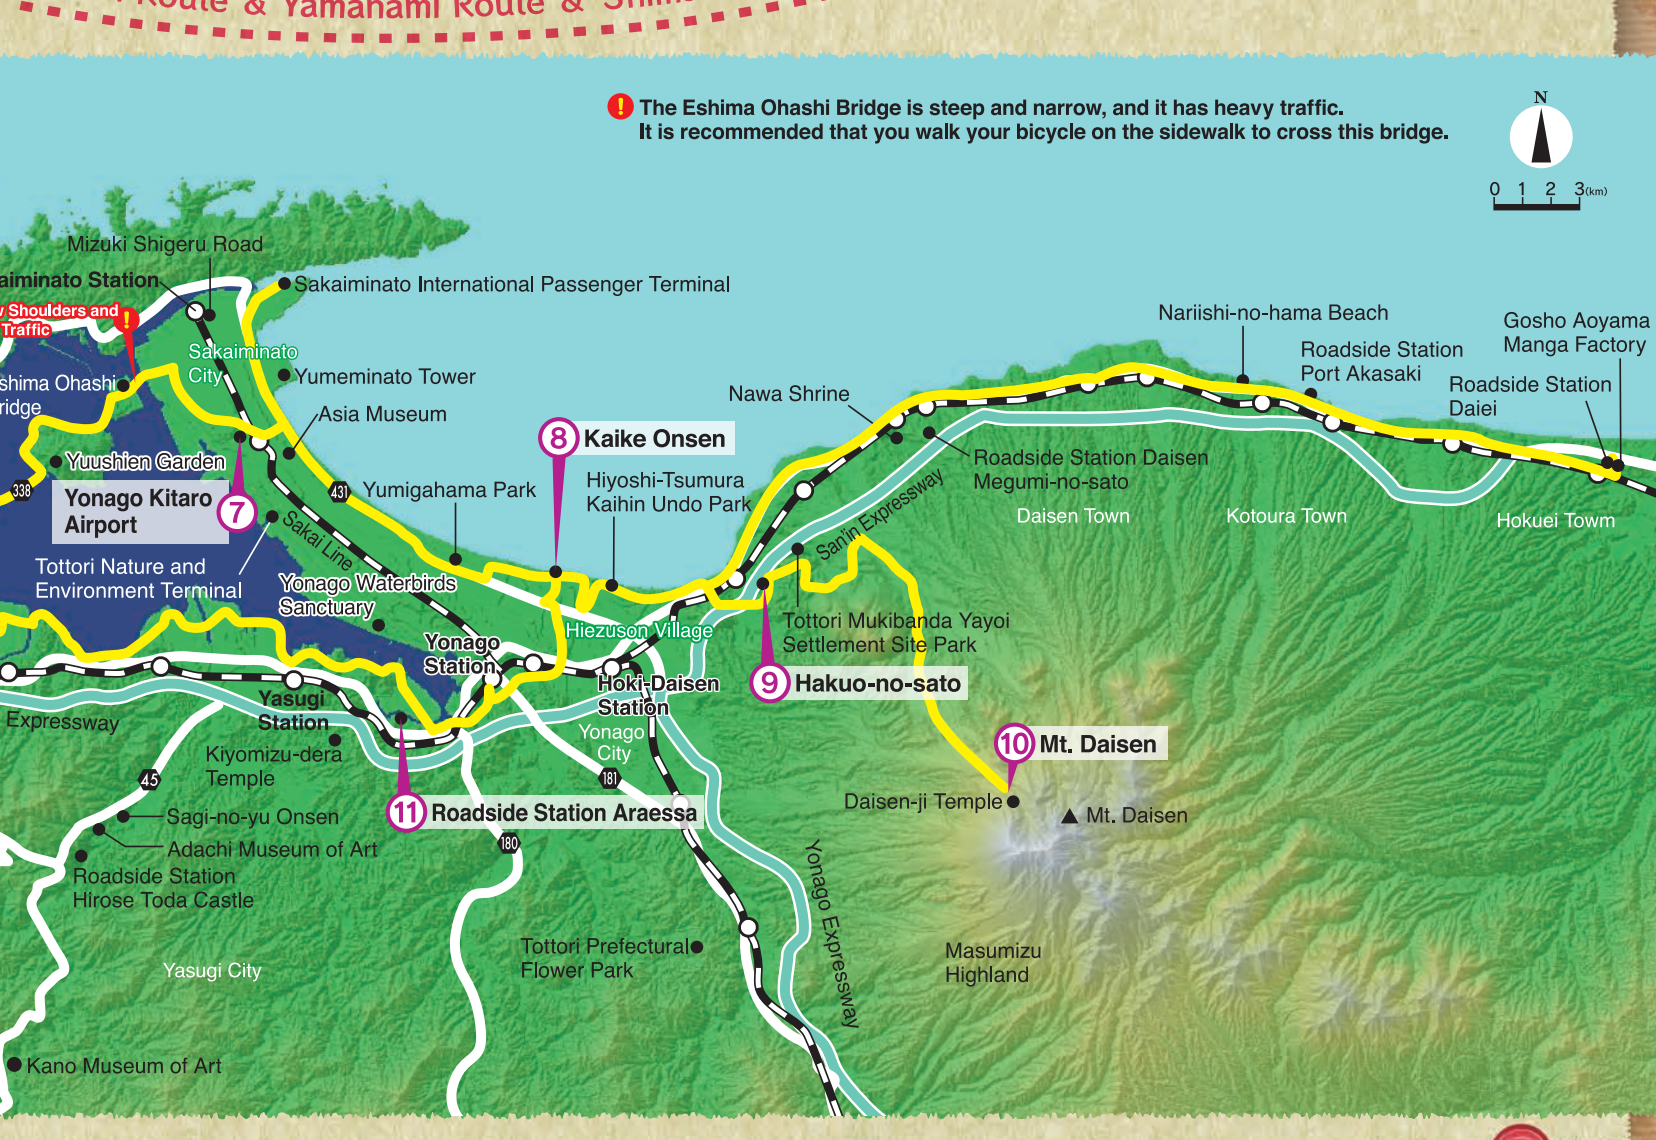 Route & Yamanami Route &
The Eshima Ohashi Bridge is steep and narrow, and it has heavy traffic.
It is recommended that you walk your bicycle on the sidewalk to cross this bridge.
N
0 1 2 3(km)
Mizuki Shigeru Road
aiminato Station
Sakaiminato International Passenger Terminal
w Shoulders and
Traffic
!
Sakaiminato
City
shima Ohashi
ridge
Yumeminato Tower
Asia Museum
Yuushien Garden
338
Yonago Kitaro
Airport
7
431
Yumigahama Park
Sakai Line
8 Kaike Onsen
Hiyoshi-Tsumura
Kaihin Undo Park
Nawa Shrine
Nariishi-no-hama Beach
Roadside Station
Port Akasaki
Gosho Aoyama
Manga Factory
Roadside Station
Daiei
Roadside Station Daisen
Megumi-no-sato
San'in Expressway
Daisen Town
Kotoura Town
Hokuei Towm
Tottori Nature and
Environment Terminal
Yonago Waterbirds
Sanctuary
Yonago
Station
Hiezuson Village
Tottori Mukibanda Yayoi
Settlement Site Park
9 Hakuo-no-sato
Hoki-Daisen
Station
Yasugi
Station
Expressway
Yonago
City
Kiyomizu-dera
Temple
45
181
10 Mt. Daisen
Daisen-ji Temple
Mt. Daisen
11 Roadside Station Araessa
Sagi-no-yu Onsen
180
Adachi Museum of Art
Roadside Station
Hirose Toda Castle
Yonago Expressway
Tottori Prefectural
Flower Park
Masumizu
Highland
Yasugi City
Kano Museum of Art